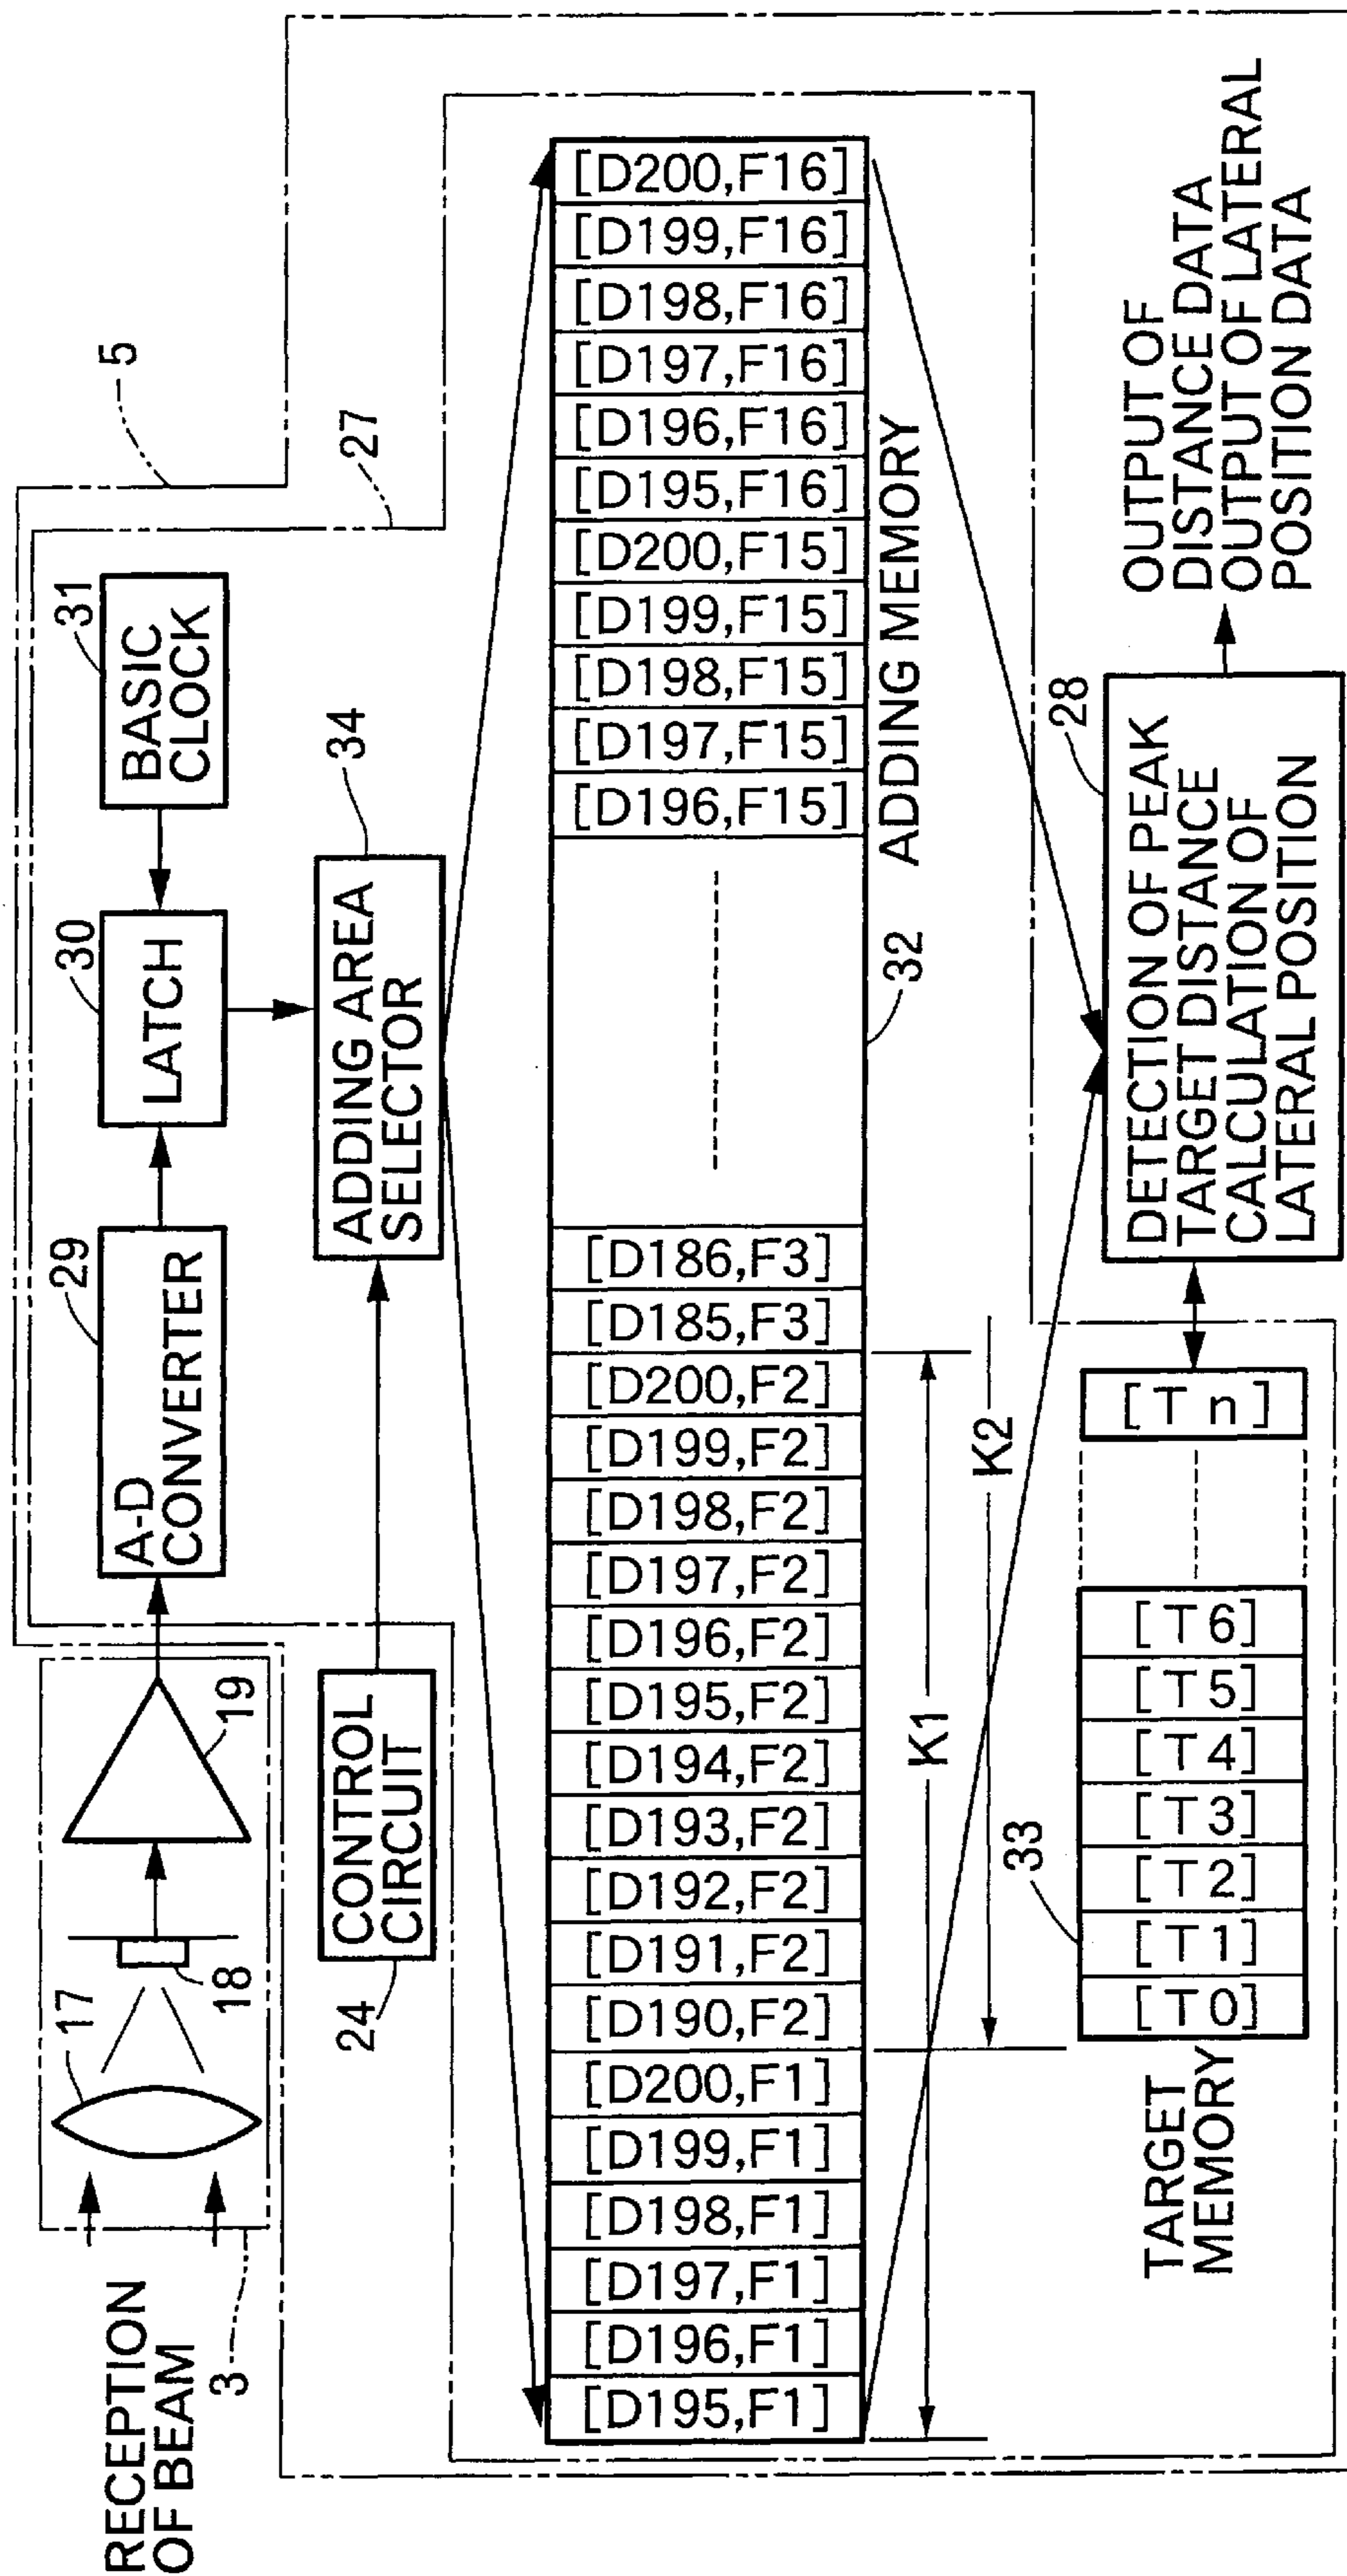 RECEPTION
OF BEAM
3
17
18
19
A-D
CONVERTER
29
LATCH
30
BASIC
CLOCK
31
5
27
CONTROL
CIRCUIT
24
ADDING AREA
SELECTOR
34
[D195,F1]
[D196,F1]
[D197,F1]
[D198,F1]
[D199,F1]
[D200,F1]
[D190,F2]
[D191,F2]
[D192,F2]
[D193,F2]
[D194,F2]
[D195,F2]
[D196,F2]
[D197,F2]
[D198,F2]
[D199,F2]
[D200,F2]
[D185,F3]
[D186,F3]
[D196,F15]
[D197,F15]
[D198,F15]
[D199,F15]
[D200,F15]
[D195,F16]
[D196,F16]
[D197,F16]
[D198,F16]
[D199,F16]
[D200,F16]
32
ADDING MEMORY
K1
K2
TARGET
MEMORY
33
[T0]
[T1]
[T2]
[T3]
[T4]
[T5]
[T6]
[Tn]
28
DETECTION OF PEAK
TARGET DISTANCE
CALCULATION OF
LATERAL POSITION
OUTPUT OF
DISTANCE DATA
OUTPUT OF LATERAL
POSITION DATA